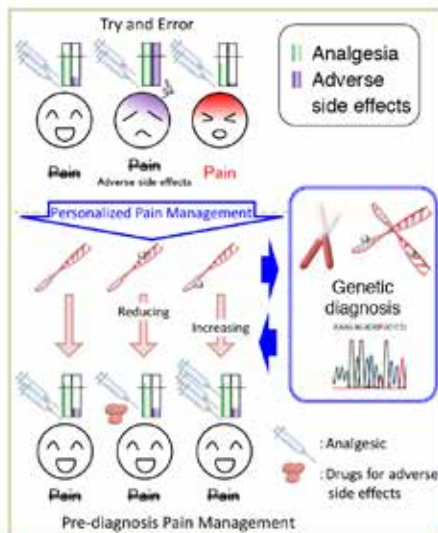 Try and Error
Analgesia
Adverse
side effects
Pain
Pain
Adverse side effects
Pain
Personalized Pain Management
Reducing
Increasing
Genetic
diagnosis
: Analgesic
: Drugs for adverse
side effects
Pain
Pain
Pain
Pre-diagnosis Pain Management